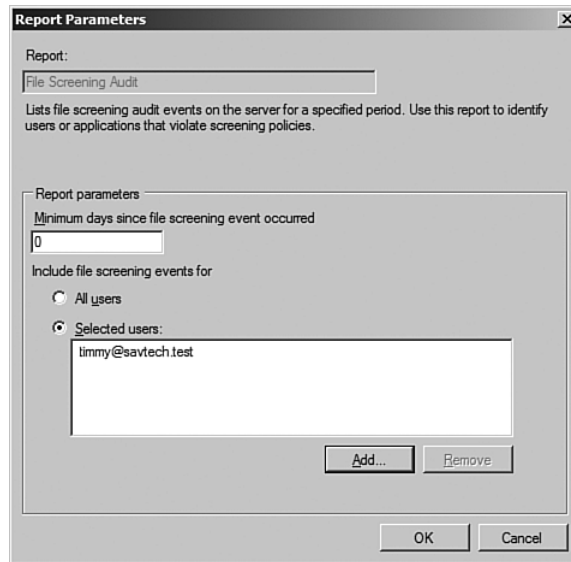 Report Parameters
Report:
File Screening Audit
Lists file screening audit events on the server for a specified period. Use this report to identify
users or applications that violate screening policies.
Report parameters
Minimum days since file screening event occurred
0
Include file screening events for
All users
Selected users:
timmy@savtech.test
Add...
Remove
OK
Cancel